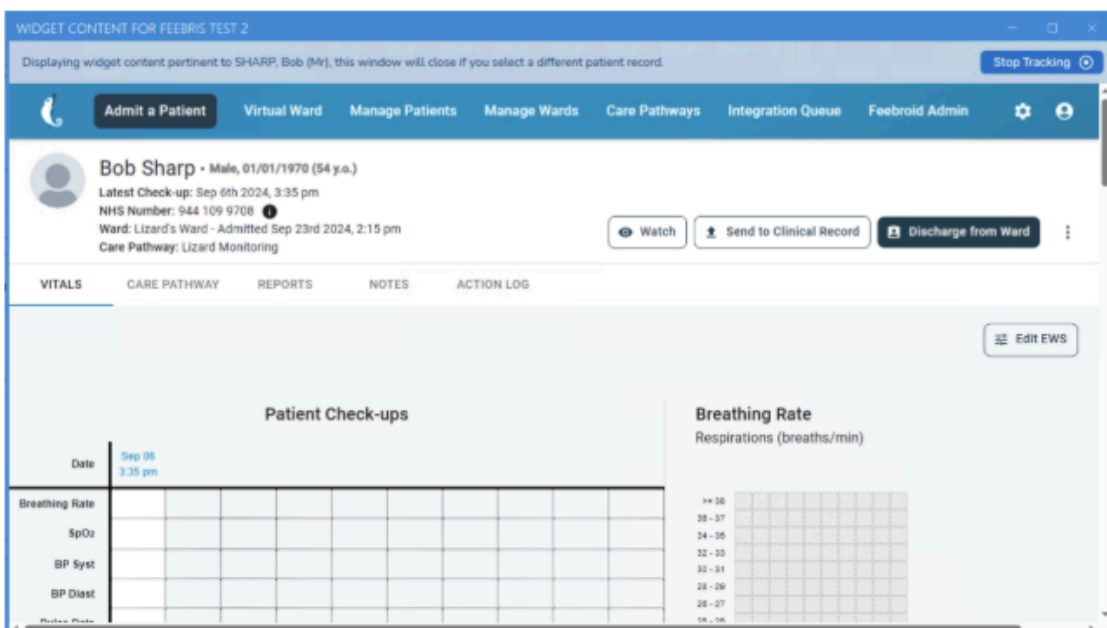 WIDGET CONTENT FOR FEEBRIS TEST 2
Displaying widget content pertinent to SHARP, Bob (Mr), this window will close if you select a different patient record.
Stop Tracking
Admit a Patient Virtual Ward Manage Patients Manage Wards Care Pathways Integration Queue Feebroid Admin
Bob Sharp • Male, 01/01/1970 (54 y.o.)
Latest Check-up: Sep 6th 2024, 3:35 pm
NHS Number: 944 109 9708
Ward: Lizard's Ward - Admitted Sep 23rd 2024, 2:15 pm
Care Pathway: Lizard Monitoring
Watch Send to Clinical Record Discharge from Ward
VITALS CARE PATHWAY REPORTS NOTES ACTION LOG
Edit EWS
Patient Check-ups
Date
Sep 06
3:35 pm
Breathing Rate
SpO2
BP Syst
BP Diast
Breathing Rate
Respirations (breaths/min)
>= 38
34 - 35
32 - 33
28 - 29